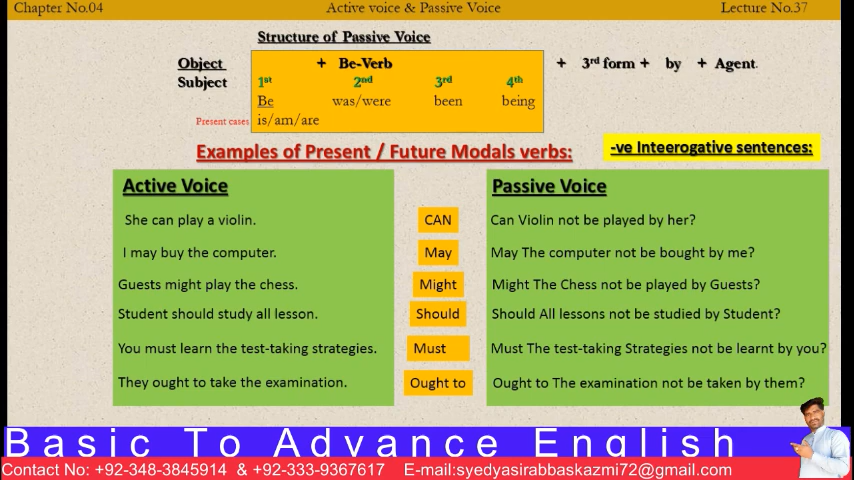 Chapter No.04 Active voice & Passive Voice Lecture No.37
Structure of Passive Voice
Object + Be-Verb + 3rd form + by + Agent.
Subject 1st 2nd 3rd 4th
Be was/were been being
Present cases is/am/are
Examples of Present / Future Modals verbs: -ve Inteerogative sentences:
Active Voice Passive Voice
She can play a violin. CAN Can Violin not be played by her?
I may buy the computer. May May The computer not be bought by me?
Guests might play the chess. Might Might The Chess not be played by Guests?
Student should study all lesson. Should Should All lessons not be studied by Student?
You must learn the test-taking strategies. Must Must The test-taking Strategies not be learnt by you?
They ought to take the examination. Ought to Ought to The examination not be taken by them?
Basic To Advance English
Contact No: +92-348-3845914 & +92-333-9367617 E-mail:syedyasirabbaskazmi72@gmail.com